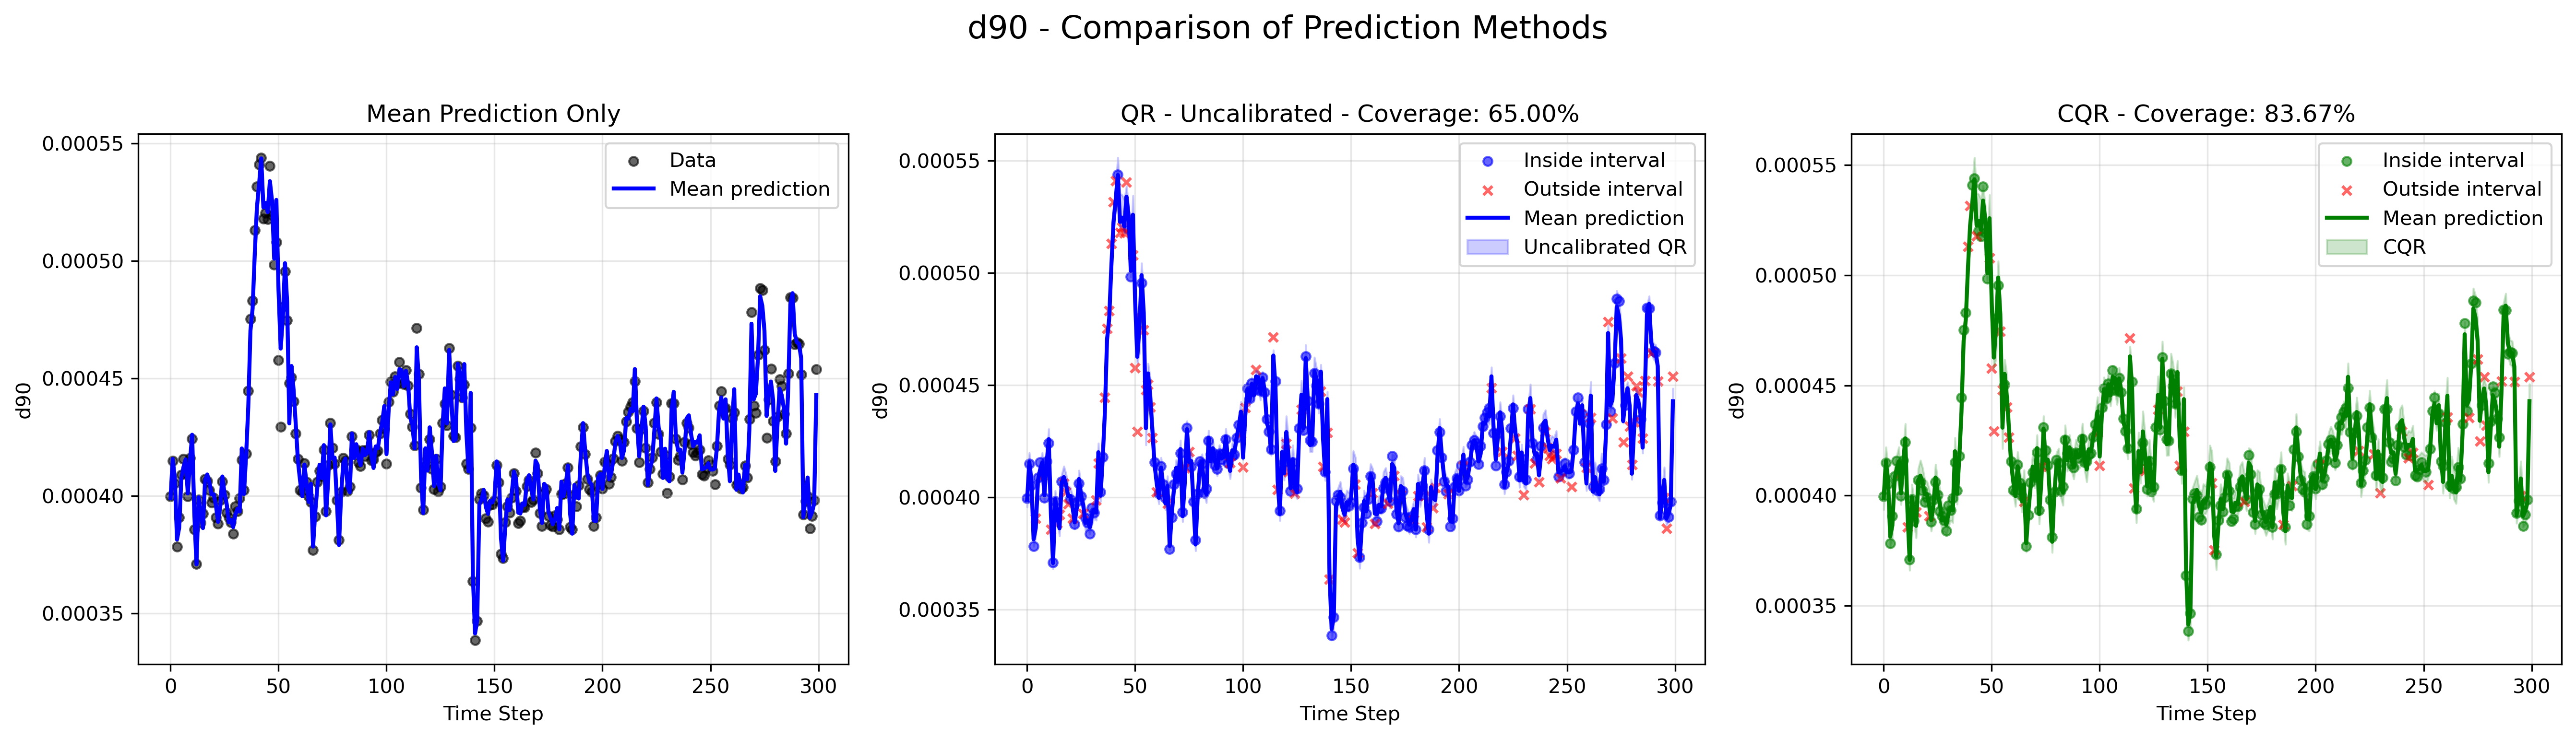 d90 - Comparison of Prediction Methods
Mean Prediction Only
0.00055
0.00050
0.00045
0.00040
0.00035
d90
0 50 100 150 200 250 300
Time Step
Data
Mean prediction
QR - Uncalibrated - Coverage: 65.00%
0.00055
0.00050
0.00045
0.00040
0.00035
d90
0 50 100 150 200 250 300
Time Step
Inside interval
Outside interval
Mean prediction
Uncalibrated QR
CQR - Coverage: 83.67%
0.00055
0.00050
0.00045
0.00040
0.00035
d90
0 50 100 150 200 250 300
Time Step
Inside interval
Outside interval
Mean prediction
CQR